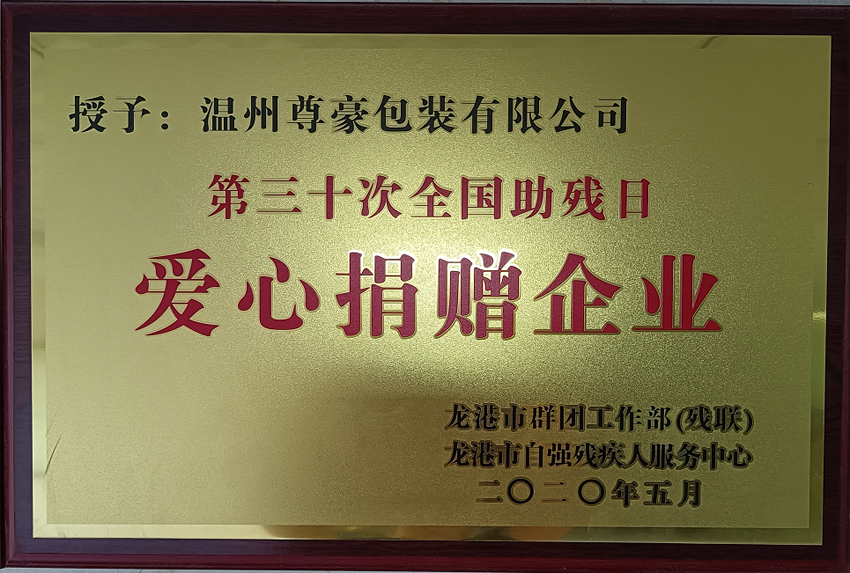 授予：温州尊豪包装有限公司
第三十次全国助残日
爱心捐赠企业
龙港市群团工作部(残联)
龙港市自强残疾人服务中心
二〇二〇年五月